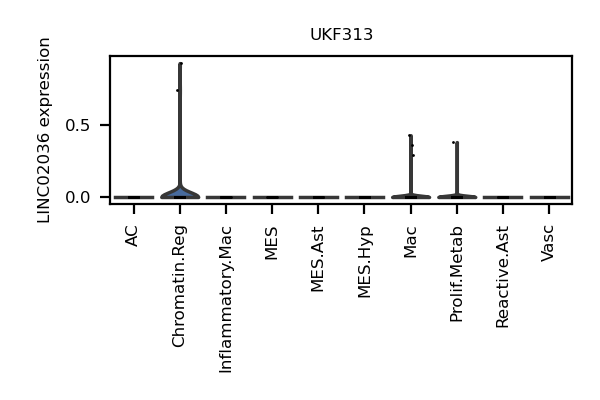 UKF313
LINC02036 expression
0.5
0.0
AC
Chromatin.Reg
Inflammatory.Mac
MES
MES.Ast
MES.Hyp
Mac
Prolif.Metab
Reactive.Ast
Vasc